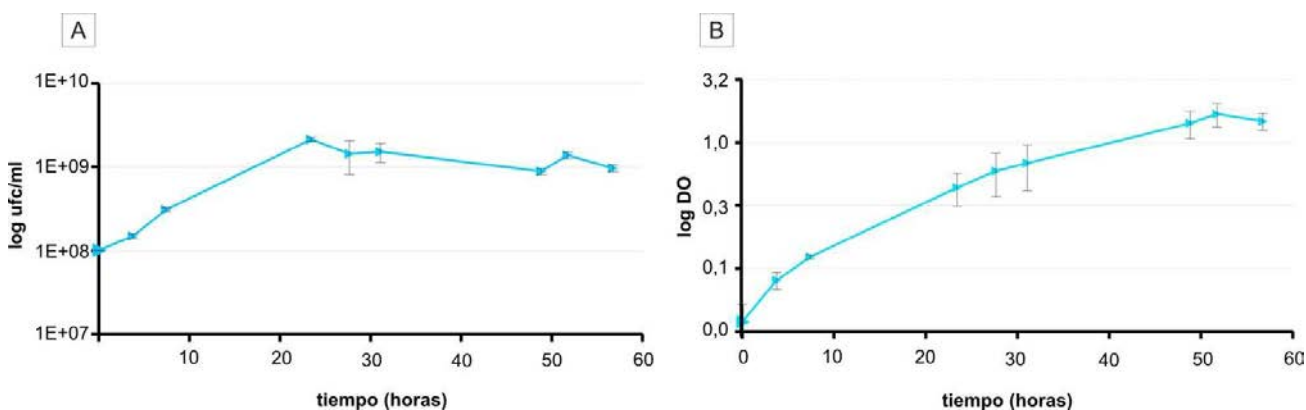 A
1E+10
1E+09
1E+08
1E+07
log ufc/ml
10 20 30 40 50 60
tiempo (horas)
B
3,2
1,0
0,3
0,1
0,0
log DO
0 10 20 30 40 50 60
tiempo (horas)